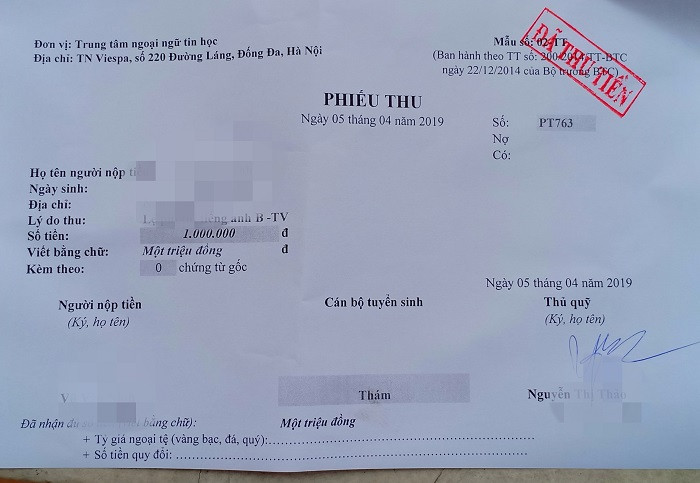 Đơn vị: Trung tâm ngoại ngữ tin học
Địa chỉ: TN Viespa, số 220 Đường Láng, Đống Đa, Hà Nội
Mẫu số: 02-TT
(Ban hành theo TT số: 200/2014/TT-BTC
ngày 22/12/2014 của Bộ trưởng BTC)
ĐÃ THU TIỀN
PHIẾU THU
Ngày 05 tháng 04 năm 2019
Số: PT763
Nợ
Có:
Họ tên người nộp
Ngày sinh:
Địa chỉ:
Lý do thu: anh B -TV
Số tiền: 1.000.000 đ
Viết bằng chữ: Một triệu đồng đ
Kèm theo: 0 chứng từ gốc
Ngày 05 tháng 04 năm 2019
Người nộp tiền Cán bộ tuyển sinh Thủ quỹ
(Ký, họ tên) (Ký, họ tên)
Thám Nguyễn Thị
Đã nhận bằng chữ): Một triệu đồng
+ Tỷ giá ngoại tệ (vàng bạc, đá, quý):
+ Số tiền quy đổi: